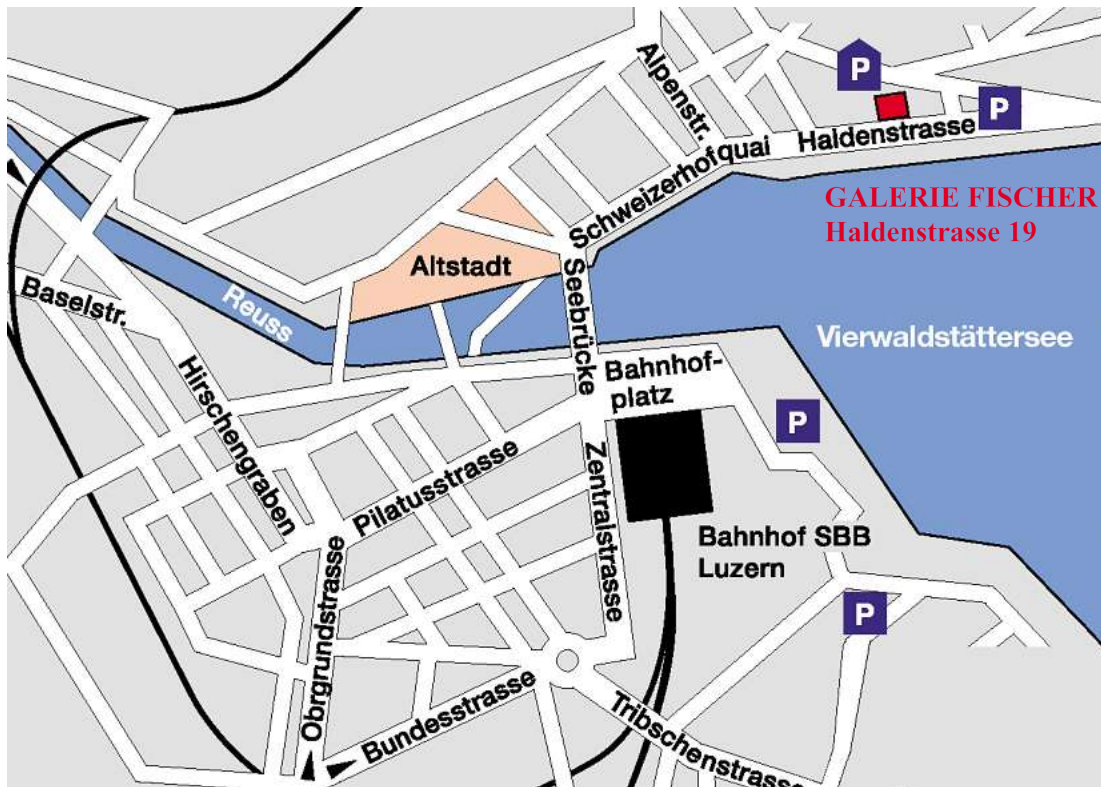 Alpenstr.
P
P
Haldenstrasse
Schweizerhofquai
GALERIE FISCHER
Haldenstrasse 19
Altstadt
Seebrücke
Reuss
Baselstr.
Vierwaldstättersee
Hirschengraben
Bahnhof-
platz
P
Pilatusstrasse
Zentralstrasse
Bahnhof SBB
Luzern
Obrgrundstrasse
P
Bundesstrasse
Tribschenstrasse